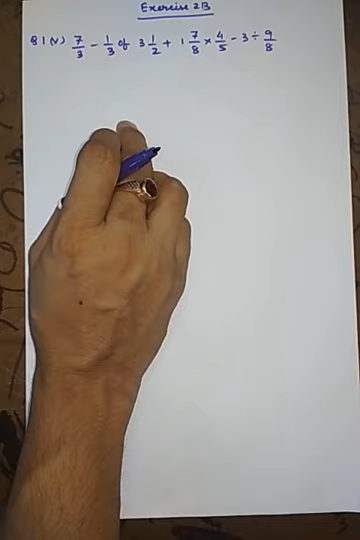 Exercise 2B
Q1(v) 7/3 - 1/3 of 3 1/2 + 1 7/8 × 4/5 - 3 ÷ 9/8